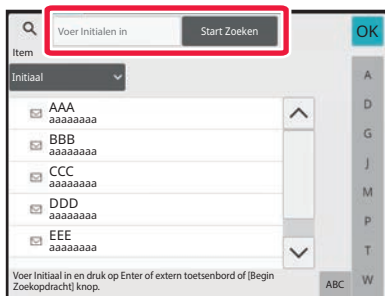 Voer Initialen in
Start Zoeken
OK
Item
Initiaal
A
AAA
aaaaaaaa
D
BBB
aaaaaaaa
G
CCC
aaaaaaaa
J
DDD
aaaaaaaa
M
EEE
aaaaaaaa
P
T
Voer Initiaal in en druk op Enter of extern toetsenbord of [Begin
Zoekopdracht] knop.
ABC
W